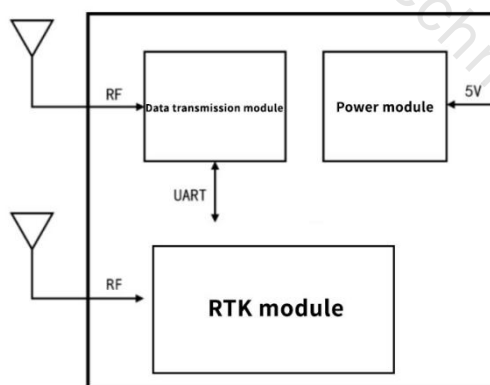 RF
Data transmission module
Power module
5V
UART
RF
RTK module